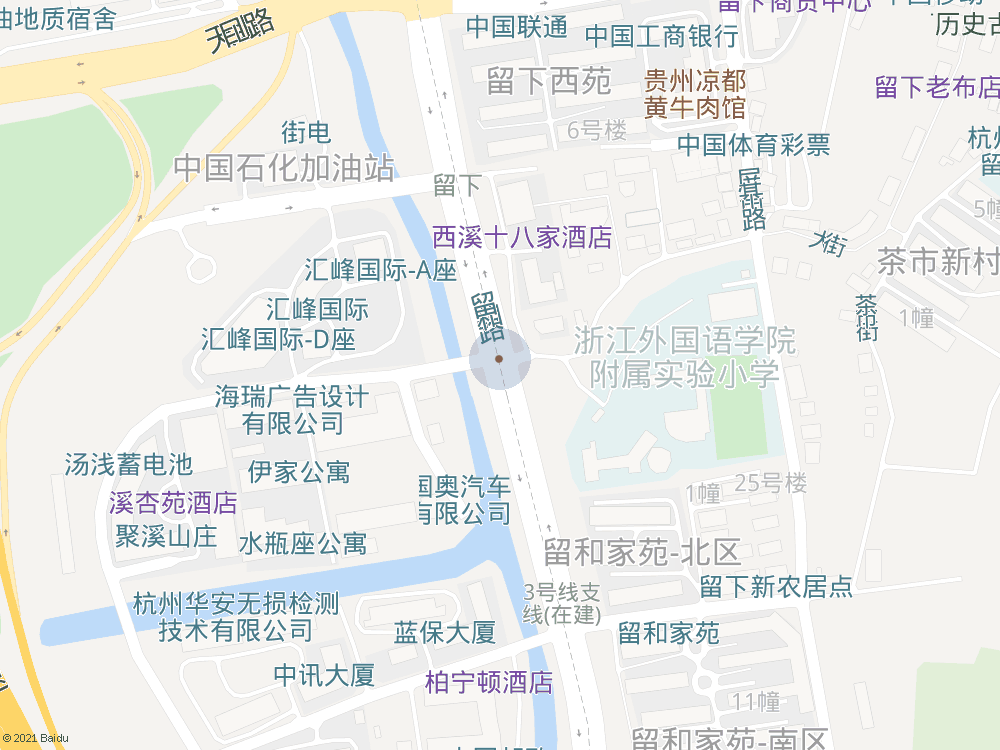 油地质宿舍
天目山路
中国联通
中国工商银行
留下商贸中心
历史古
留下西苑
贵州凉都
黄牛肉馆
留下老布店
街电
6号楼
中国体育彩票
杭州
留
中国石化加油站
留下
屏基路
5幢
西溪十八家酒店
大街
茶市新村
汇峰国际-A座
汇峰国际
留和路
茶市街
1幢
汇峰国际-D座
浙江外国语学院
附属实验小学
海瑞广告设计
有限公司
汤浅蓄电池
伊家公寓
国奥汽车
有限公司
1幢
25号楼
溪杏苑酒店
聚溪山庄
水瓶座公寓
留和家苑-北区
3号线支
线(在建)
留下新农居点
杭州华安无损检测
技术有限公司
蓝保大厦
留和家苑
中讯大厦
柏宁顿酒店
11幢
留和家苑-南区
© 2021 Baidu